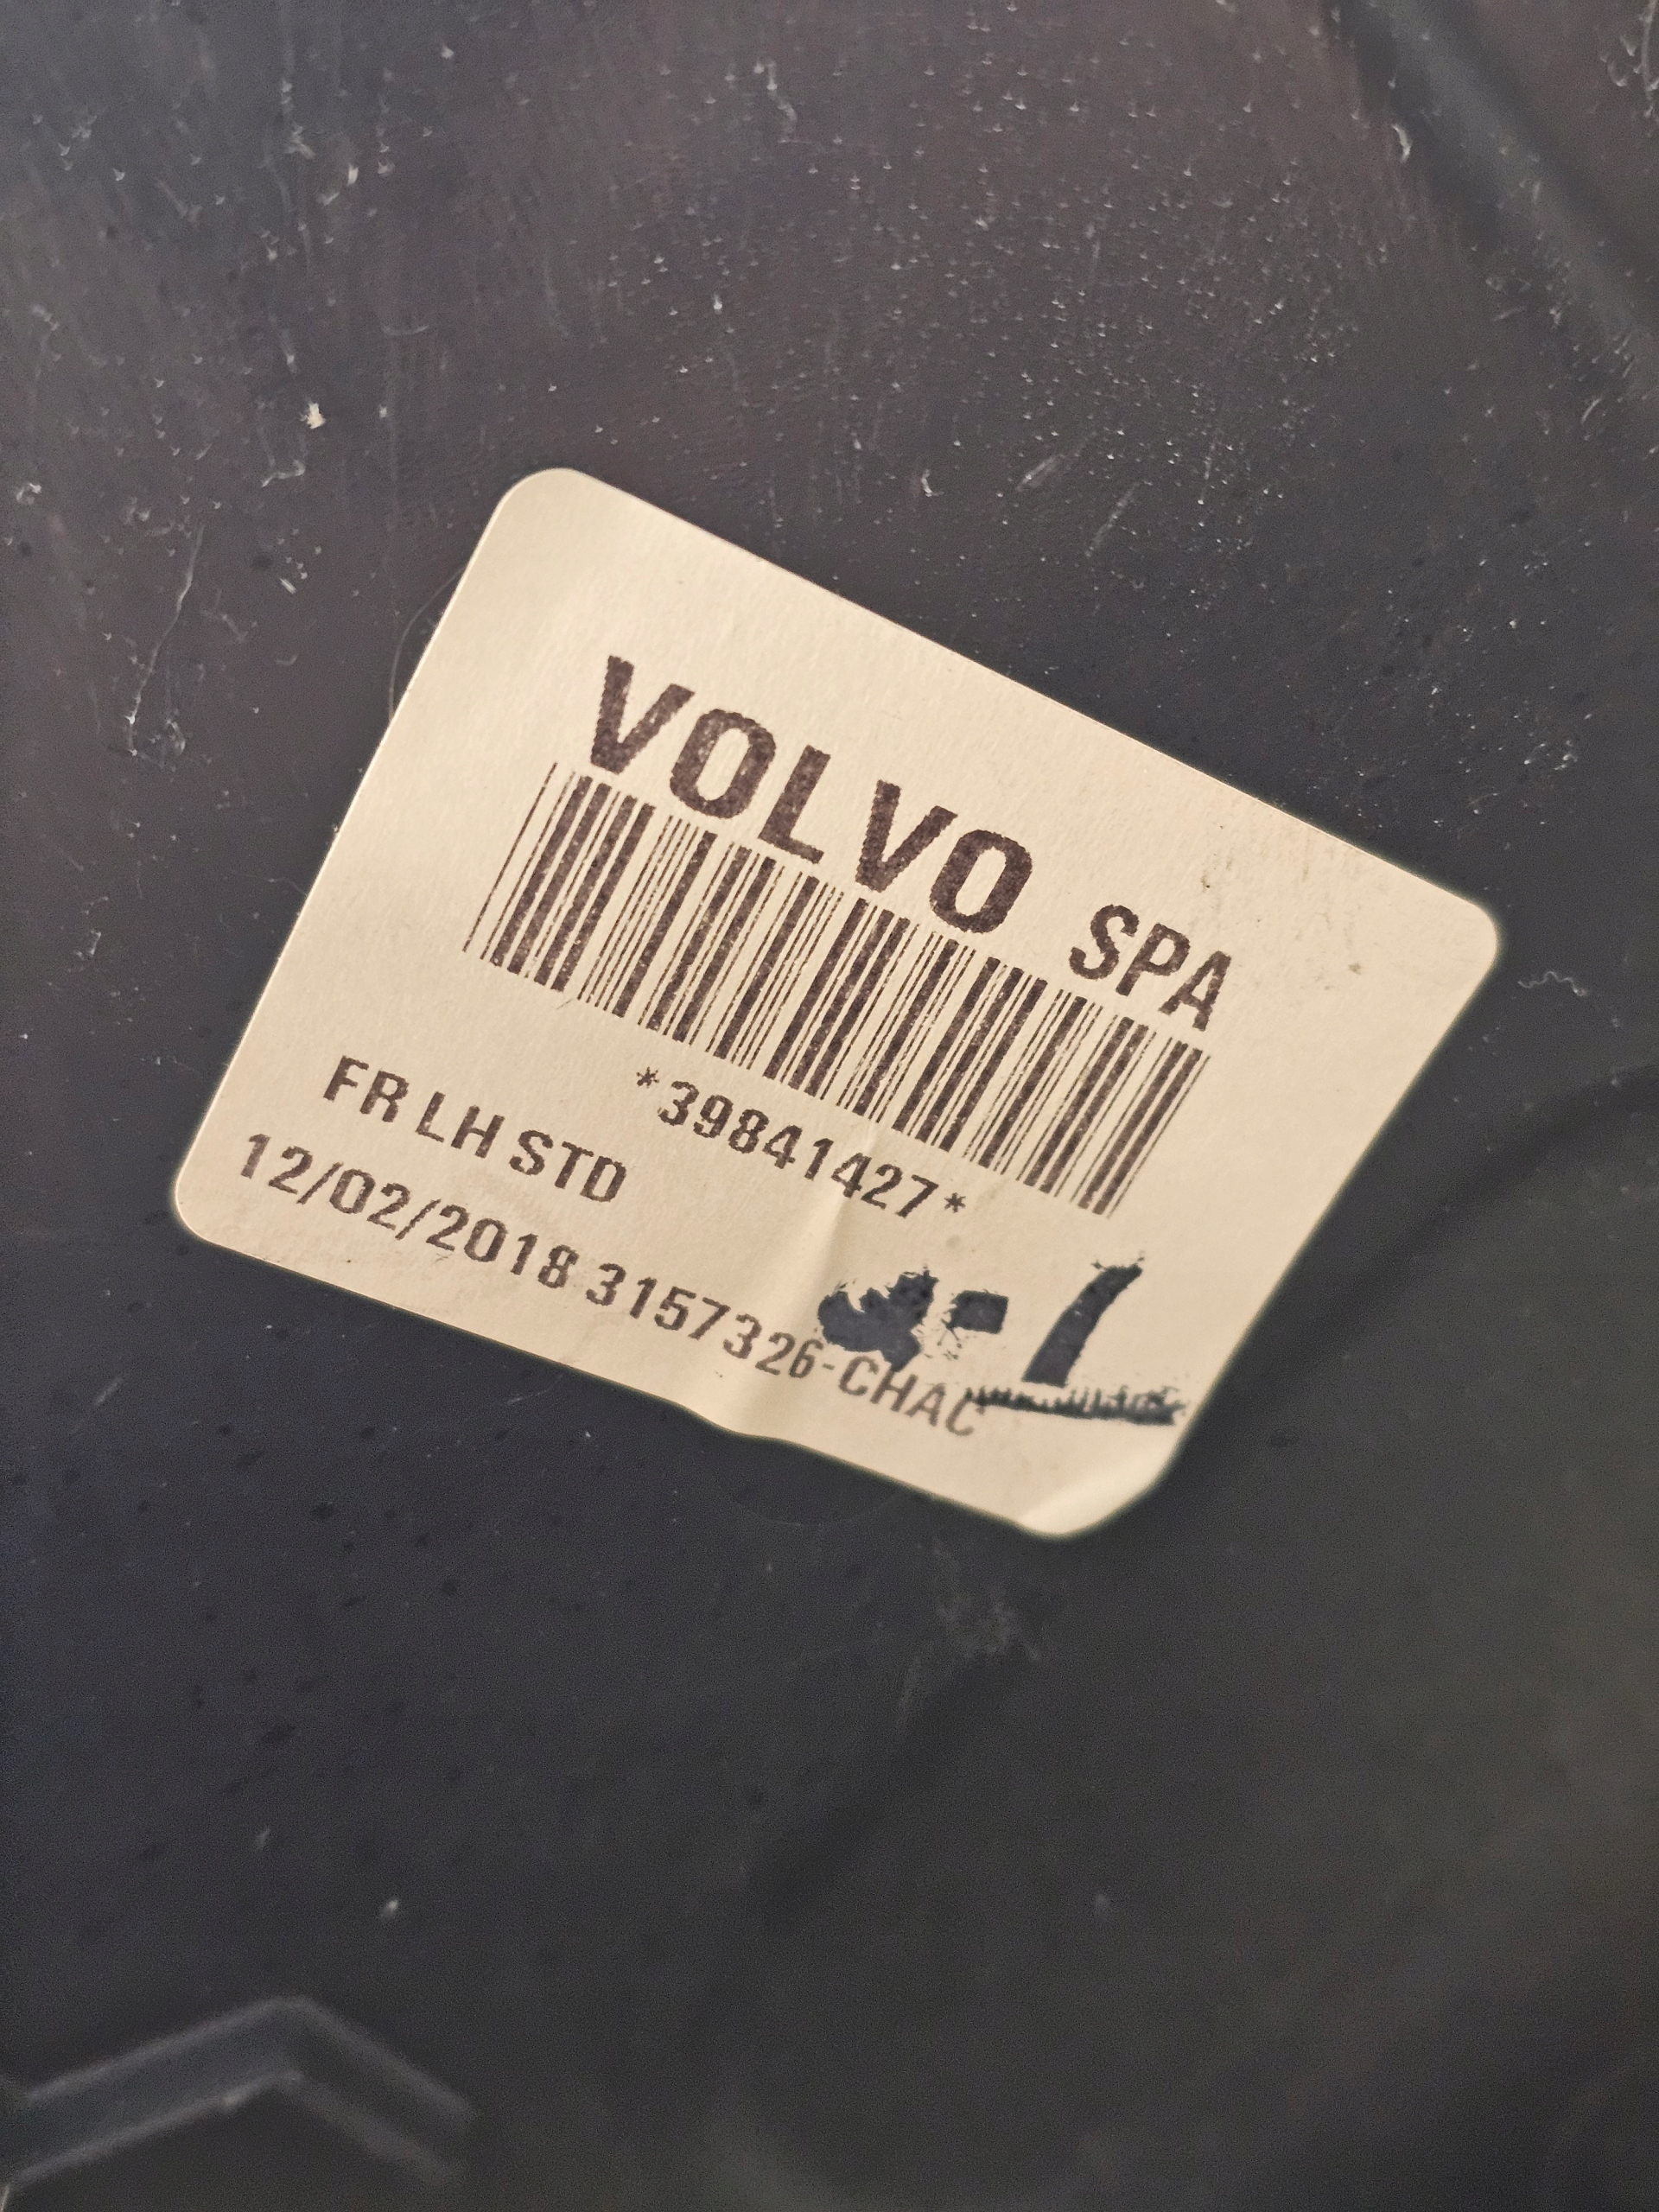 VOLVO SPA
*39841427*
FR LH STD
12/02/2018 3157326-CHAC